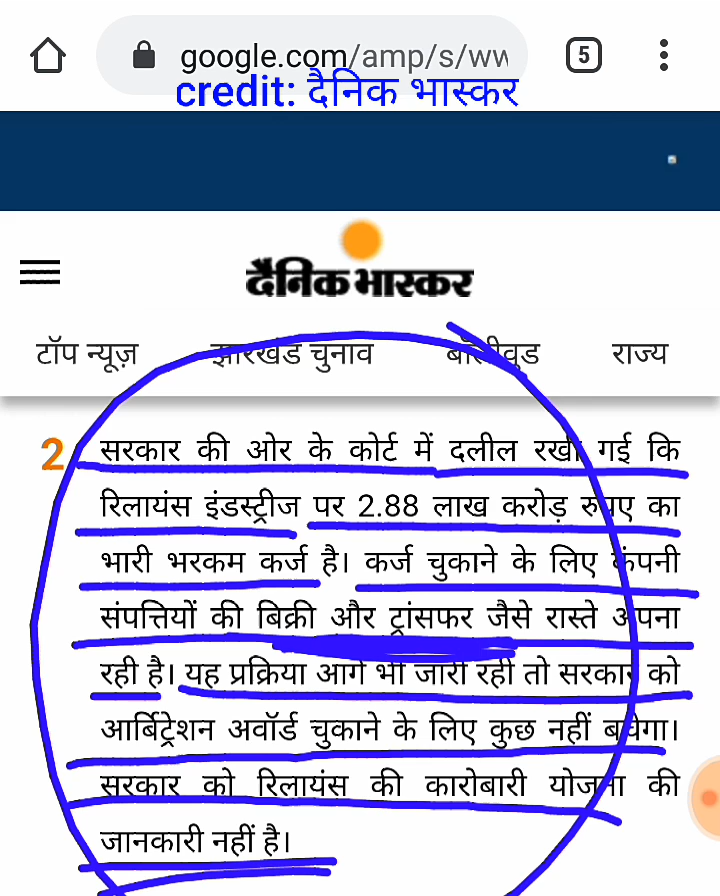 5
google.com/amp/s/ww
credit: दैनिक भास्कर
दैनिक भास्कर
टॉप न्यूज़ झारखंड चुनाव बॉलीवुड राज्य
2 सरकार की ओर के कोर्ट में दलील रखी गई कि
रिलायंस इंडस्ट्रीज पर 2.88 लाख करोड़ रुपए का
भारी भरकम कर्ज है। कर्ज चुकाने के लिए कंपनी
संपत्तियों की बिक्री और ट्रांसफर जैसे रास्ते अपना
रही है। यह प्रक्रिया आगे भी जारी रही तो सरकार को
आर्बिट्रेशन अवॉर्ड चुकाने के लिए कुछ नहीं बचेगा।
सरकार को रिलायंस की कारोबारी योजना की
जानकारी नहीं है।